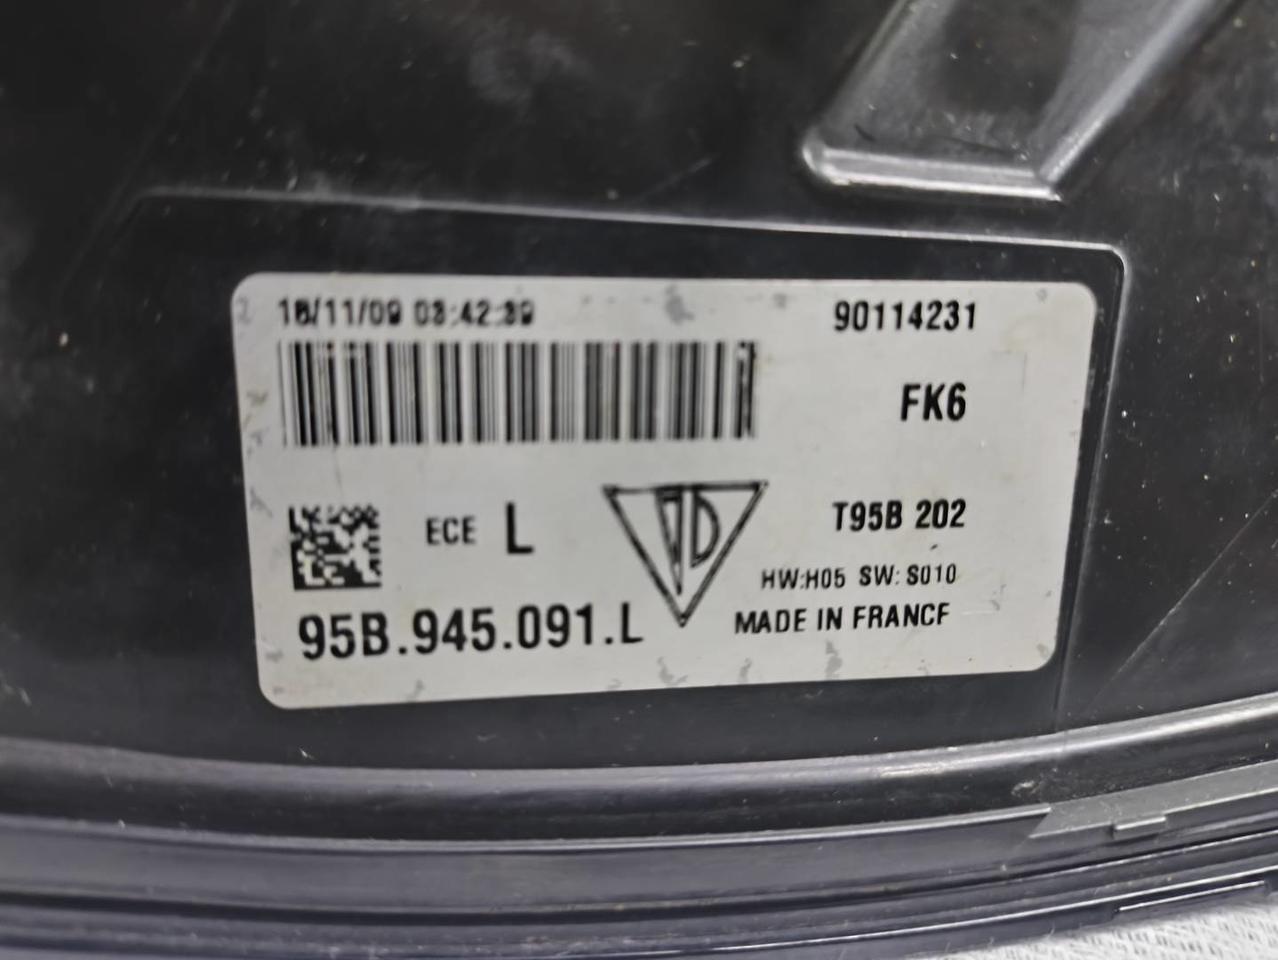 18/11/09 03:42:39
90114231
FK6
ECE L
T95B 202
HW:H05 SW: S010
95B.945.091.L
MADE IN FRANCE